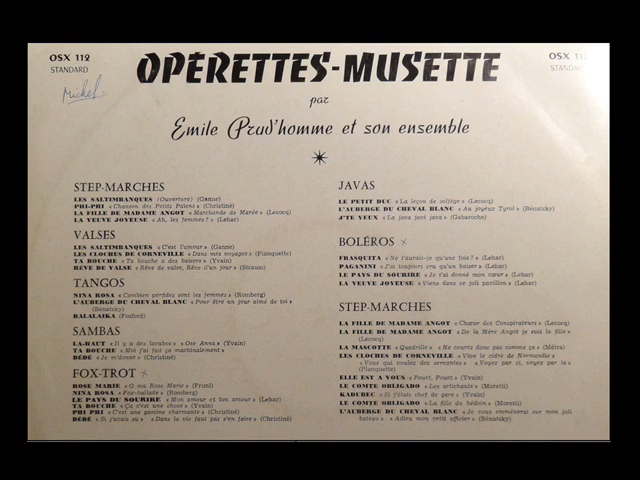 OSX 112
STANDARD
Michel.
OPÉRETTES-MUSETTE
OSX 11
STANDAR
par
Emile Prud'homme et son ensemble
STEP-MARCHES
LES SALTIMBANQUES (Ouverture) (Ganne)
PHI-PHI « Chanson des Petits Païens » (Christiné)
LA FILLE DE MADAME ANGOT « Marchande de Marée » (Lecocq)
LA VEUVE JOYEUSE « Ah, les femmes ! » (Lehar)
VALSES
LES SALTIMBANQUES « C'est l'amour » (Ganne)
LES CLOCHES DE CORNEVILLE « Dans mes voyages » (Planquette)
TA BOUCHE « Ta bouche a des baisers » (Yvain)
RÊVE DE VALSE « Rêve de valse, Rêve d'un jour » (Strauss)
TANGOS
NINA ROSA « Combien perfides sont les femmes » (Romberg)
L'AUBERGE DU CHEVAL BLANC « Pour être un jour aimé de toi »
(Bénatsky)
BALALAIKA (Posford)
SAMBAS
LA-HAUT « Il y a des lavabos » « Ose Anna » (Yvain)
TA BOUCHE « Moi j'ai fait ça machinalement »
DÉDÉ « Je m'donne » (Christiné)
FOX-TROT x
ROSE MARIE « O ma Rose Marie » (Friml)
NINA ROSA « Fox-ballade » (Romberg)
LE PAYS DU SOURIRE « Mon amour et ton amour » (Lehar)
TA BOUCHE « Ça c'est une chose » (Yvain)
PHI PHI « C'est une gamine charmante » (Christiné)
DÉDÉ « Si j'avais su » « Dans la vie faut pas s'en faire » (Christiné)
JAVAS
LE PETIT DUC « La leçon de solfège » (Lecocq)
L'AUBERGE DU CHEVAL BLANC « Au joyeux Tyrol » (Bénatsky)
J'TE VEUX « La java javi java » (Gabaroche)
BOLÉROS x
FRASQUITA « Ne t'aurais-je qu'une fois ? » (Lehar)
PAGANINI « J'ai toujours cru qu'un baiser » (Lehar)
LE PAYS DU SOURIRE « Je t'ai donné mon cœur » (Lehar)
LA VEUVE JOYEUSE « Viens dans ce joli pavillon » (Lehar)
STEP-MARCHES
LA FILLE DE MADAME ANGOT « Chœur des Conspirateurs » (Lecocq)
LA FILLE DE MADAME ANGOT « De la Mère Angot je suis la fille »
(Lecocq)
LA MASCOTTE « Quadrille » « Ne courez donc pas comme ça » (Métra)
LES CLOCHES DE CORNEVILLE « Vive le cidre de Normandie »
« Vous qui voulez des servantes » « Voyez par ci, voyez par là »
(Planquette)
ELLE EST A VOUS « Pouet, Pouet » (Yvain)
LE COMTE OBLIGADO « Les artichauts » (Moretti)
KADUBEC « Si j'étais chef de gare » (Yvain)
LE COMTE OBLIGADO « La fille du bédoin » (Moretti)
L'AUBERGE DU CHEVAL BLANC « Je vous emmènerai sur mon joli
bateau » « Adieu mon petit officier » (Bénatsky)